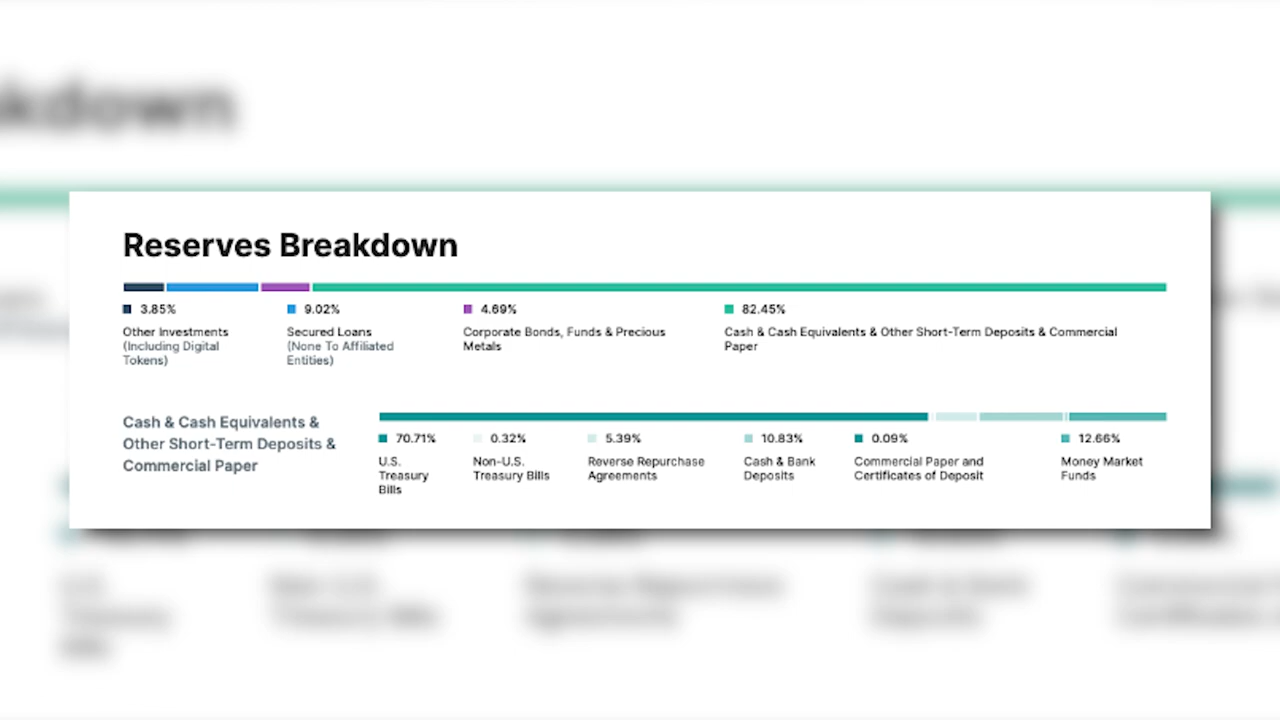 kdown
Reserves Breakdown
3.85%
9.02%
4.69%
82.45%
Other Investments
(Including Digital
Tokens)
Secured Loans
(None To Affiliated
Entities)
Corporate Bonds, Funds & Precious
Metals
Cash & Cash Equivalents & Other Short-Term Deposits & Commercial
Paper
Cash & Cash Equivalents &
Other Short-Term Deposits &
Commercial Paper
70.71%
0.32%
5.39%
10.83%
0.09%
12.66%
U.S.
Treasury
Bills
Non-U.S.
Treasury Bills
Reverse Repurchase
Agreements
Cash & Bank
Deposits
Commercial Paper and
Certificates of Deposit
Money Market
Funds